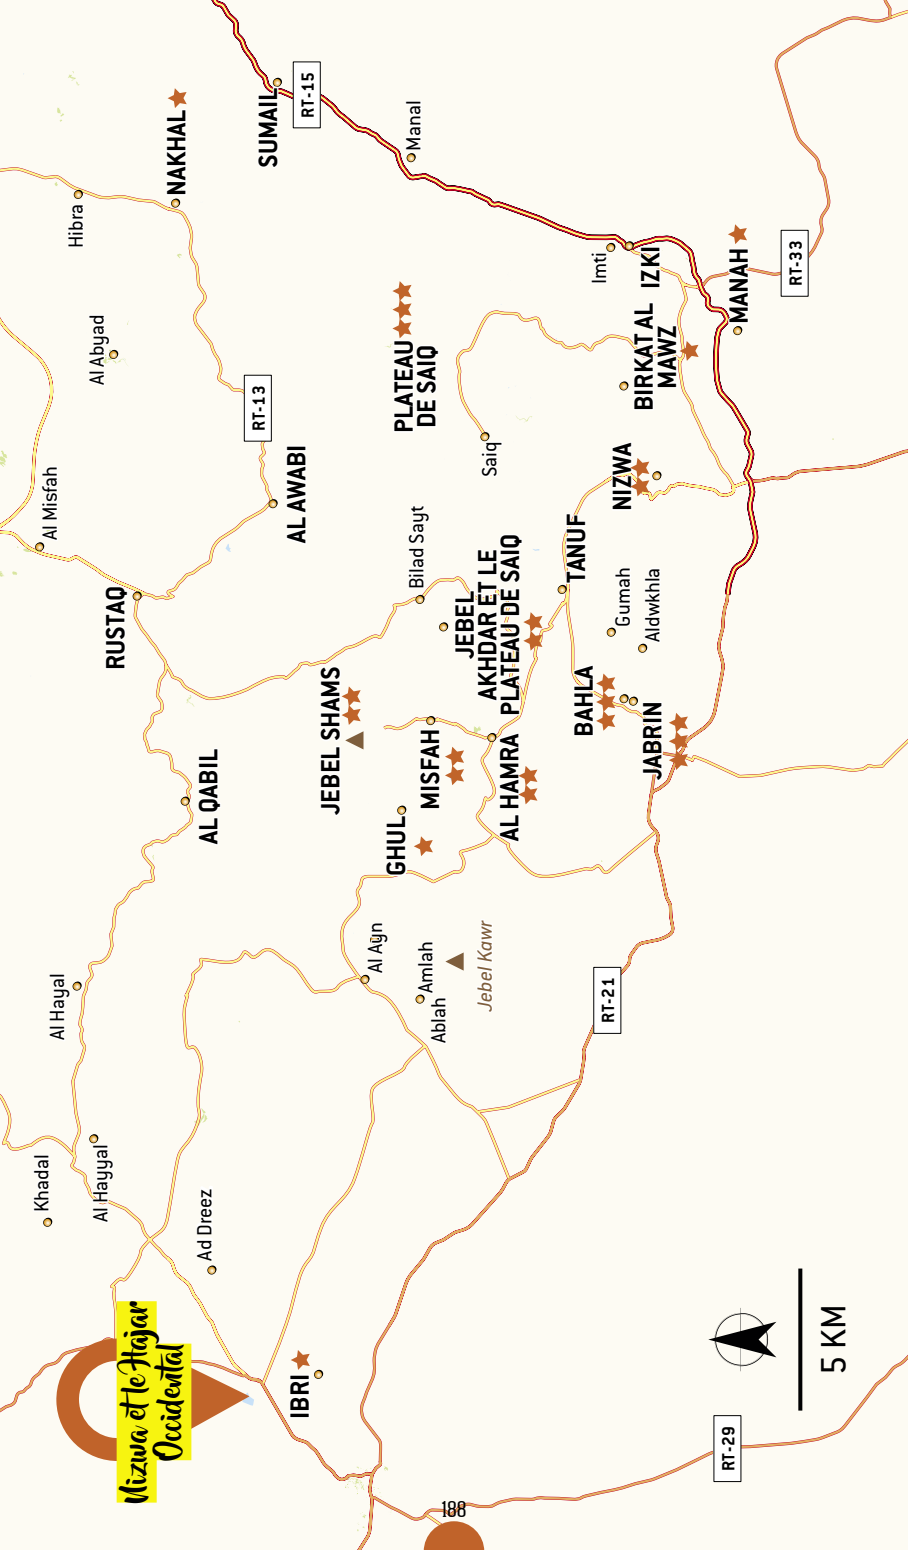 Nizwa et le Hajar
Occidental
Khadal
Al Hayyal
Ad Dreez
IBRI
RT-29
5 KM
188
Al Hayal
Al Ayn
Amlah
Ablah
Jebel Kawr
RT-21
AL QABIL
RUSTAQ
Al Misfah
AL AWABI
RT-13
Al Abyad
Hibra
NAKHAL
SUMAIL
RT-15
Manal
JEBEL SHAMS
GHUL
MISFAH
AL HAMRA
Bilad Sayt
JEBEL
AKHDAR ET LE
PLATEAU DE SAIQ
PLATEAU
DE SAIQ
Saiq
TANUF
Gumah
Aldwkhla
BAHLA
JABRIN
NIZWA
BIRKAT AL
MAWZ
Imti
IZKI
MANAH
RT-33